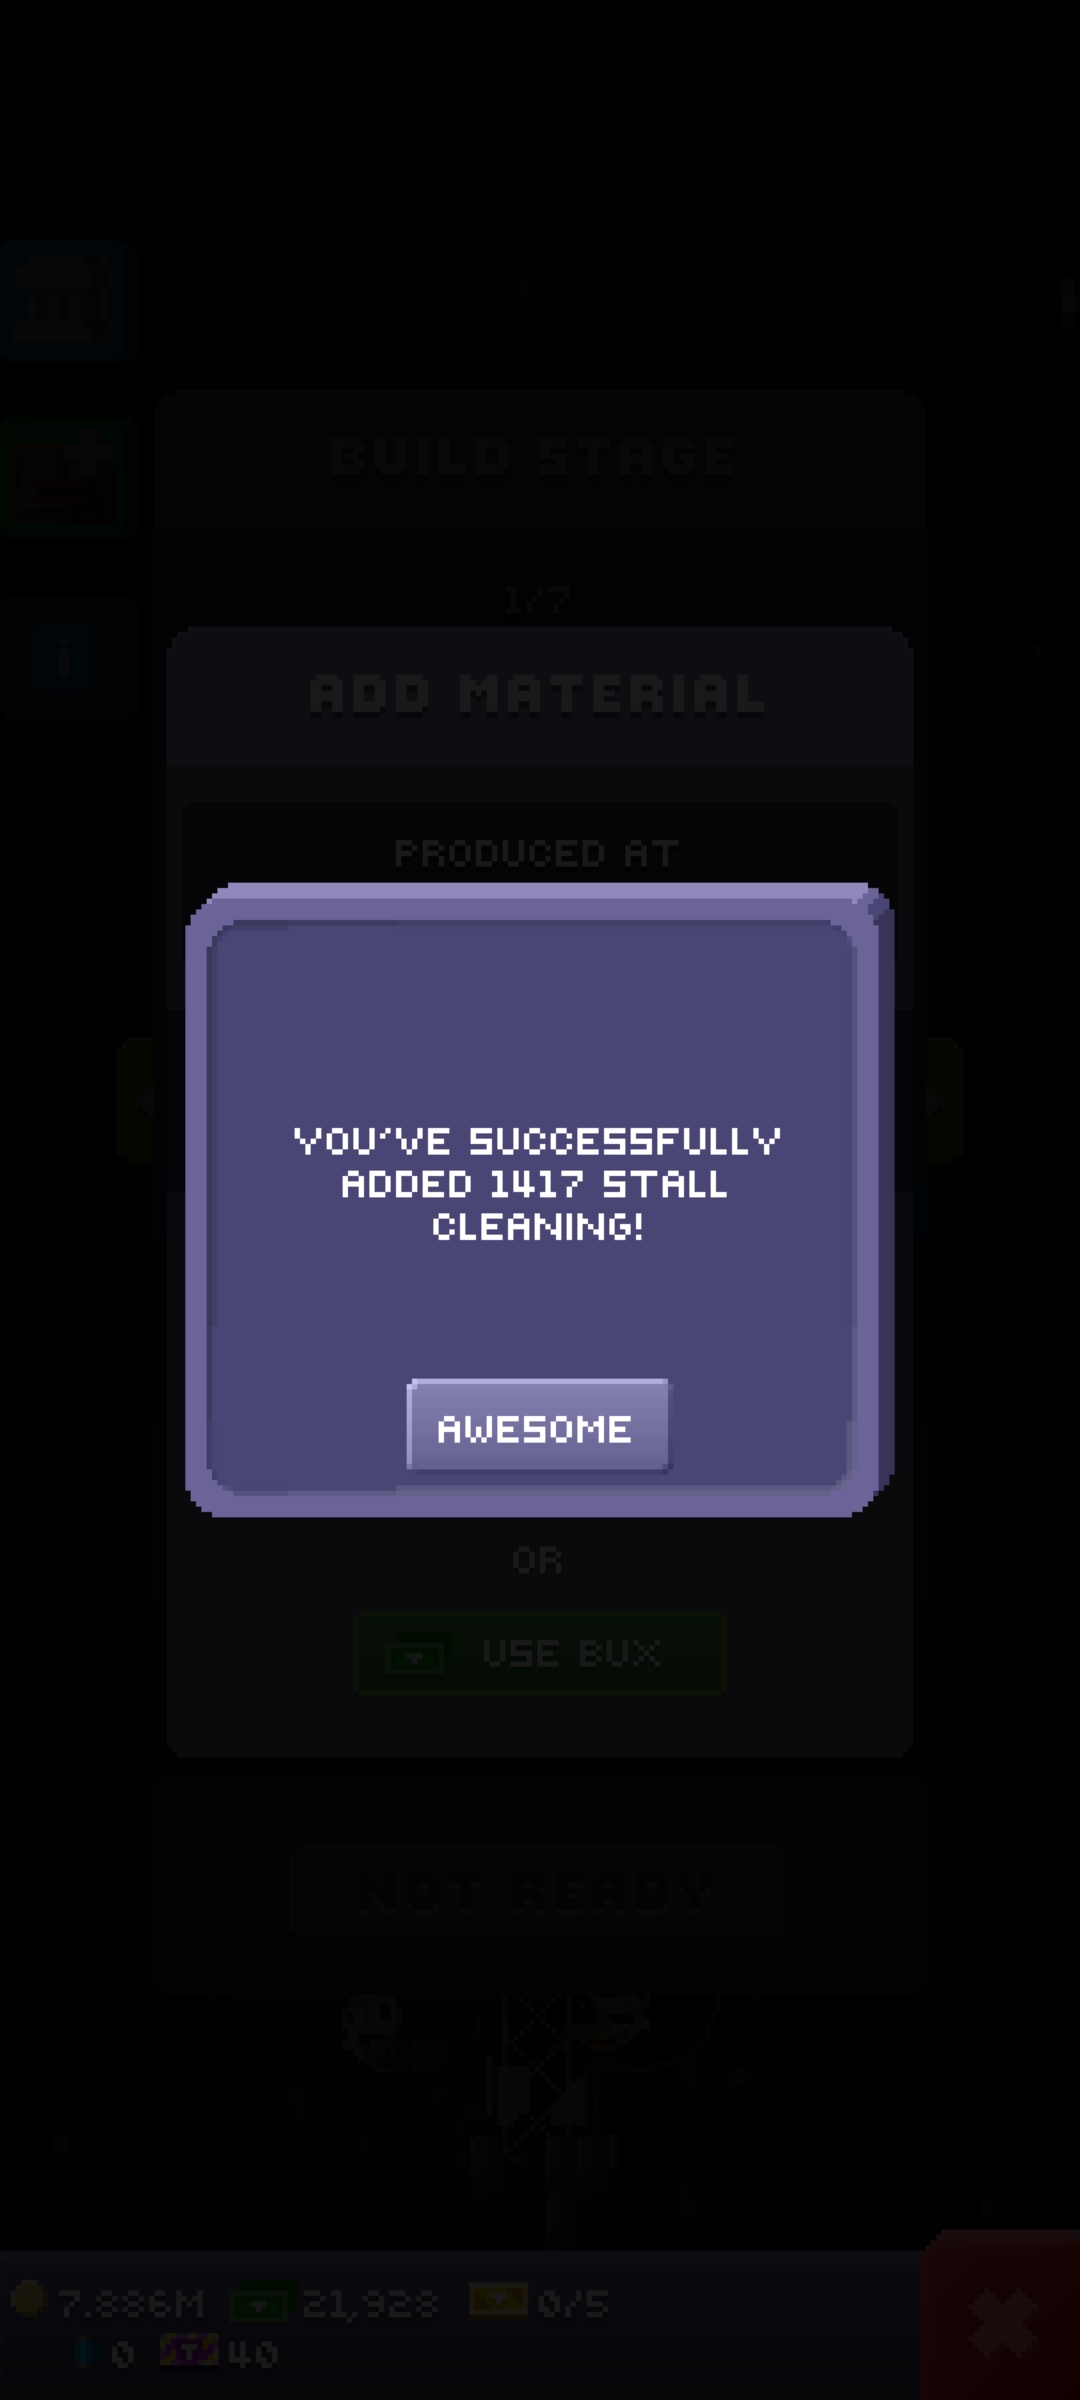 BUILD STAGE
1/7
ADD MATERIAL
PRODUCED AT
YOU'VE SUCCESSFULLY
ADDED 1417 STALL
CLEANING!
AWESOME
OR
USE BUX
NOT READY
7.886M 21,928 0/5
0 40